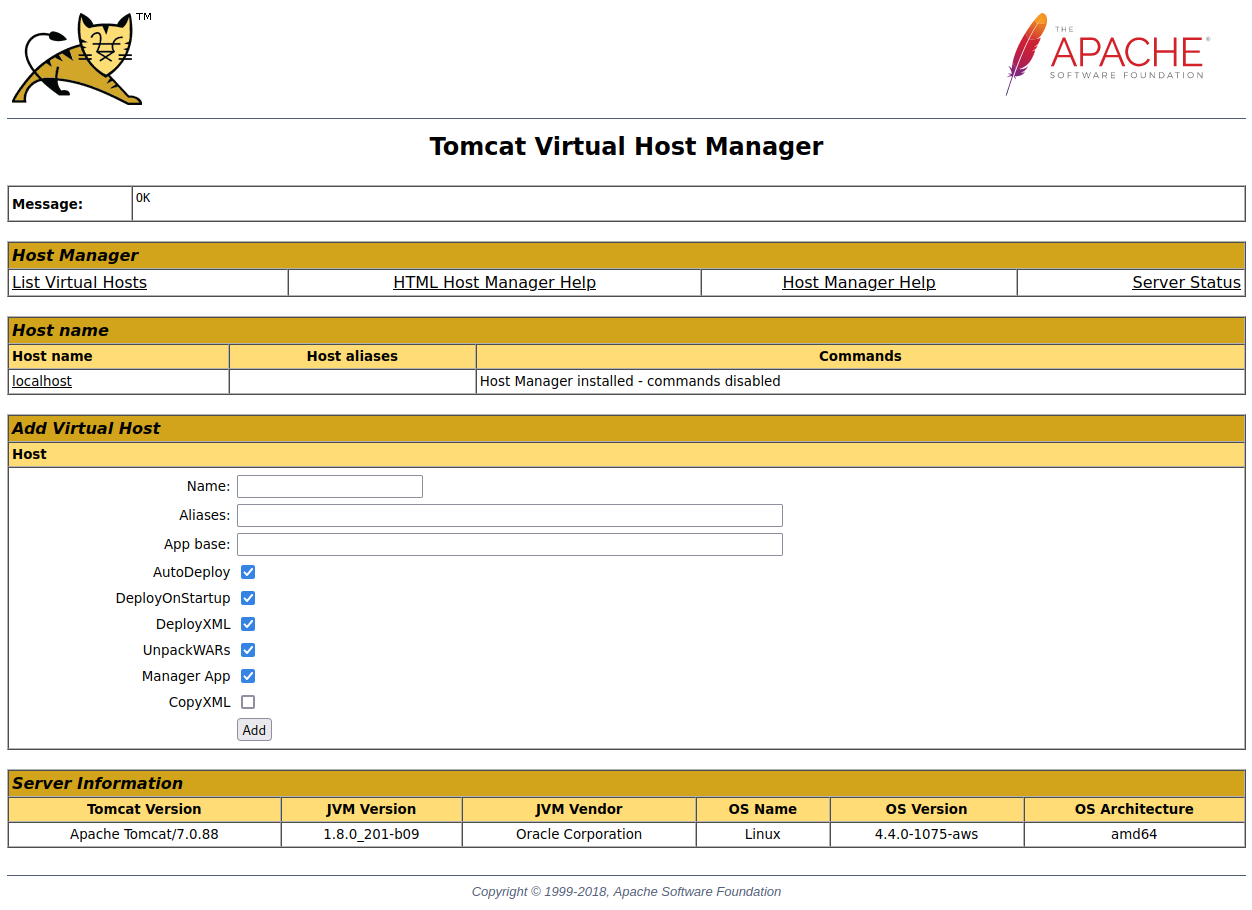 TM
THE
APACHE®
SOFTWARE FOUNDATION
Tomcat Virtual Host Manager
Message: OK
Host Manager
List Virtual Hosts HTML Host Manager Help Host Manager Help Server Status
Host name
Host name Host aliases Commands
localhost Host Manager installed - commands disabled
Add Virtual Host
Host
Name:
Aliases:
App base:
AutoDeploy
DeployOnStartup
DeployXML
UnpackWARs
Manager App
CopyXML
Add
Server Information
Tomcat Version JVM Version JVM Vendor OS Name OS Version OS Architecture
Apache Tomcat/7.0.88 1.8.0_201-b09 Oracle Corporation Linux 4.4.0-1075-aws amd64
Copyright © 1999-2018, Apache Software Foundation